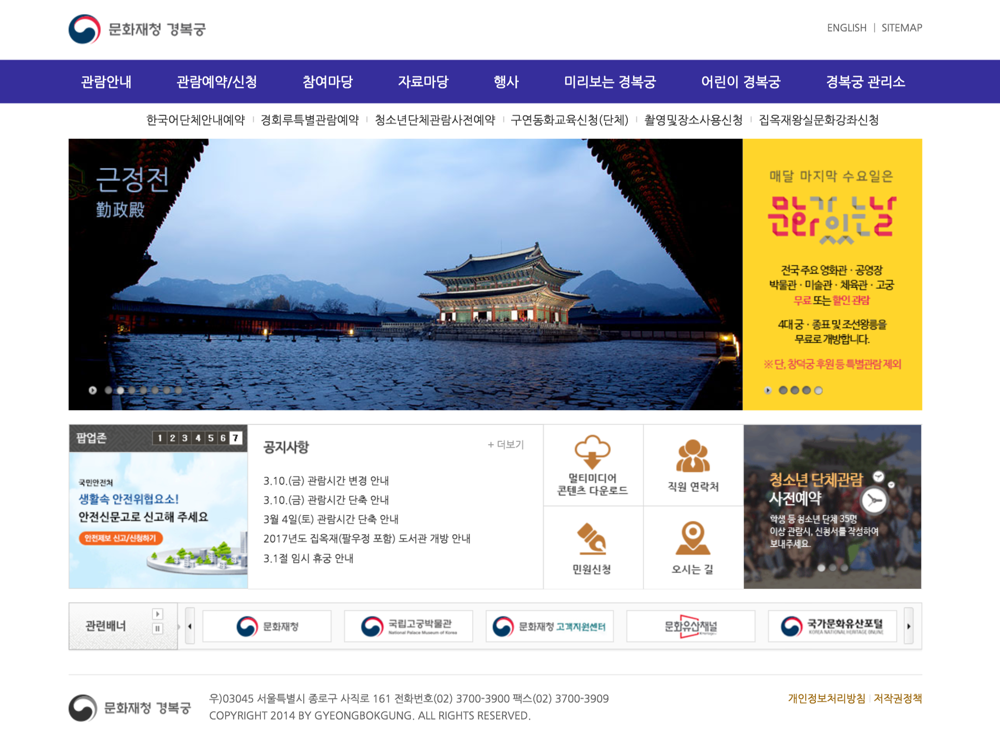 문화재청 경복궁
ENGLISH | SITEMAP
관람안내 관람예약/신청 참여마당 자료마당 행사 미리보는 경복궁 어린이 경복궁 경복궁 관리소
한국어단체안내예약 | 경회루특별관람예약 | 청소년단체관람사전예약 | 구연동화교육신청(단체) | 촬영및장소사용신청 | 집옥재왕실문화강좌신청
근정전
勤政殿
매달 마지막 수요일은
문화가 있는 날
전국 주요 영화관 · 공영장
박물관 · 미술관 · 체육관 · 고궁
무료 또는 할인 관람
4대 궁 · 종표 및 조선왕릉을
무료로 개방합니다.
※ 단, 창덕궁 후원 등 특별관람 제외
팝업존
1 2 3 4 5 6 7
국민안전처
생활속 안전위협요소!
안전신문고로 신고해 주세요
안전제보 신고/신청하기
공지사항
+ 더보기
3.10.(금) 관람시간 변경 안내
3.10.(금) 관람시간 단축 안내
3월 4일(토) 관람시간 단축 안내
2017년도 집옥재(팔우정 포함) 도서관 개방 안내
3.1절 임시 휴궁 안내
멀티미디어
콘텐츠 다운로드
직원 연락처
민원신청
오시는 길
청소년 단체관람
사전예약
학생 등 청소년 단체 35명
이상 관람시, 신청서를 작성하여
보내주세요.
관련배너
문화재청
국립고궁박물관
National Palace Museum of Korea
문화재청 고객지원센터
문화유산채널
국가문화유산포털
KOREA NATIONAL HERITAGE ONLINE
문화재청 경복궁
우)03045 서울특별시 종로구 사직로 161 전화번호(02) 3700-3900 팩스(02) 3700-3909
COPYRIGHT 2014 BY GYEONGBOKGUNG. ALL RIGHTS RESERVED.
개인정보처리방침 | 저작권정책